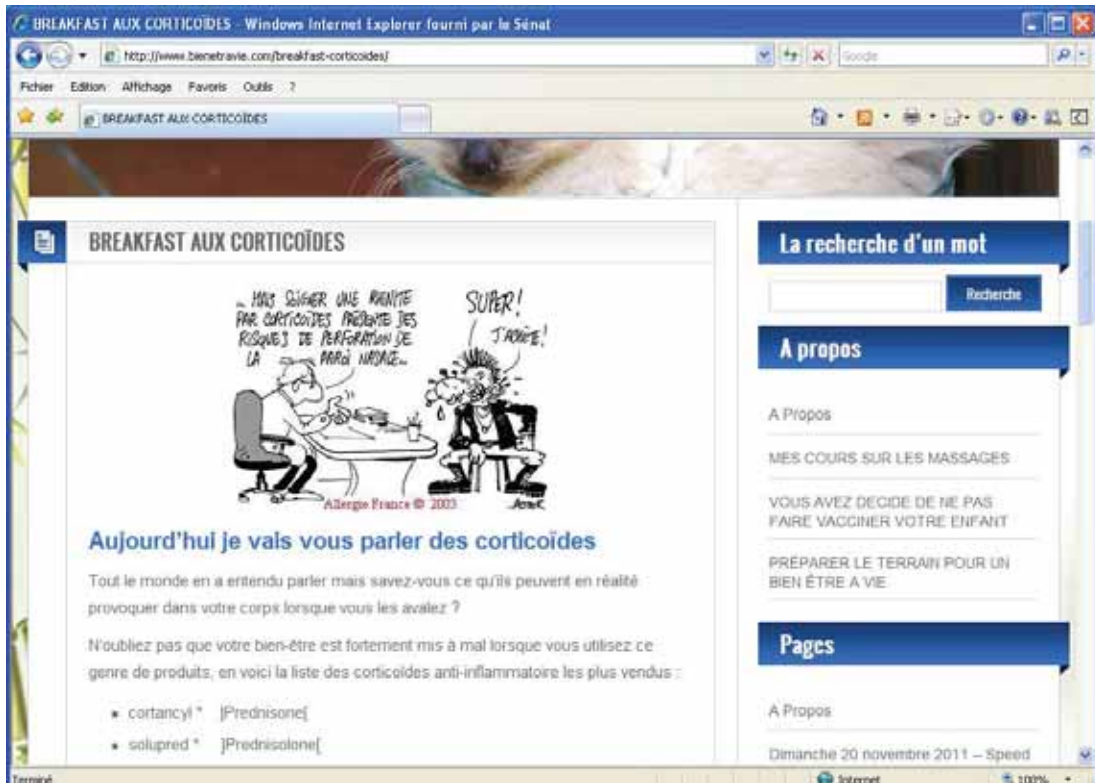 BREAKFAST AUX CORTICOÏDES - Windows Internet Explorer fourni par le Sénat
http://www.bienetravie.com/breakfast-corticoides/
Google
Fichier Edition Affichage Favoris Outils ?
BREAKFAST AUX CORTICOÏDES
BREAKFAST AUX CORTICOÏDES
... MAIS SOIGNER UNE RHINITE
PAR CORTICOÏDES PRÉSENTE DES
RISQUES DE PERFORATION DE
LA PAROI NASALE...
SUPER!
J'ACHÈTE!
Allergie France © 2003
Aujourd'hui je vais vous parler des corticoïdes
Tout le monde en a entendu parler mais savez-vous ce qu'ils peuvent en réalité
provoquer dans votre corps lorsque vous les avalez ?
N'oubliez pas que votre bien-être est fortement mis à mal lorsque vous utilisez ce
genre de produits, en voici la liste des corticoïdes anti-inflammatoire les plus vendus :
cortancyl * ]Prednisone[
solupred * ]Prednisolone[
La recherche d'un mot
Recherche
A propos
A Propos
MES COURS SUR LES MASSAGES
VOUS AVEZ DECIDE DE NE PAS
FAIRE VACCINER VOTRE ENFANT
PRÉPARER LE TERRAIN POUR UN
BIEN ÊTRE A VIE
Pages
A Propos
Dimanche 20 novembre 2011 – Speed
Terminé
Internet
100%